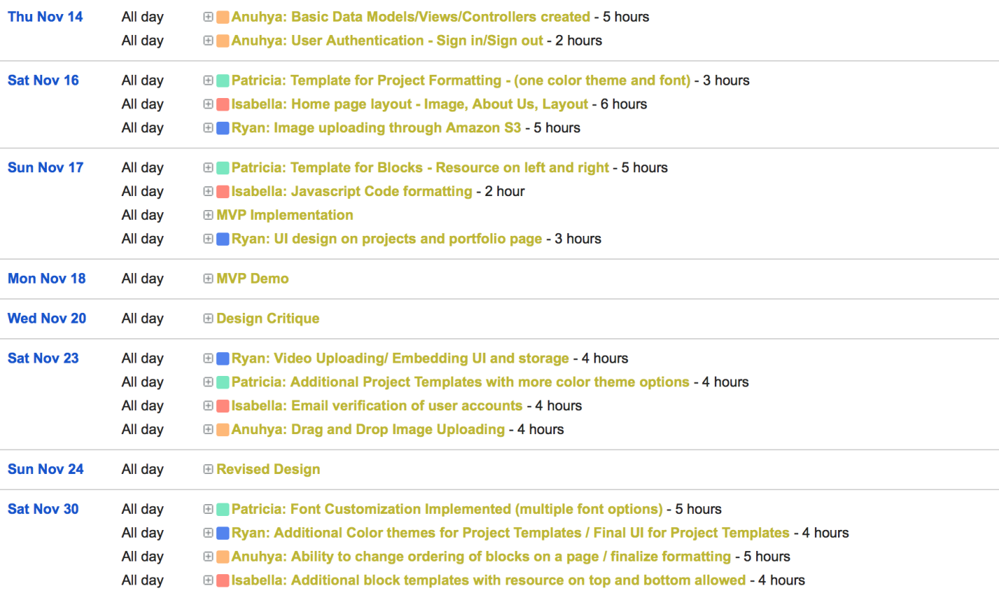 Thu Nov 14 All day Anuhya: Basic Data Models/Views/Controllers created - 5 hours
All day Anuhya: User Authentication - Sign in/Sign out - 2 hours
Sat Nov 16 All day Patricia: Template for Project Formatting - (one color theme and font) - 3 hours
All day Isabella: Home page layout - Image, About Us, Layout - 6 hours
All day Ryan: Image uploading through Amazon S3 - 5 hours
Sun Nov 17 All day Patricia: Template for Blocks - Resource on left and right - 5 hours
All day Isabella: Javascript Code formatting - 2 hour
All day MVP Implementation
All day Ryan: UI design on projects and portfolio page - 3 hours
Mon Nov 18 All day MVP Demo
Wed Nov 20 All day Design Critique
Sat Nov 23 All day Ryan: Video Uploading/ Embedding UI and storage - 4 hours
All day Patricia: Additional Project Templates with more color theme options - 4 hours
All day Isabella: Email verification of user accounts - 4 hours
All day Anuhya: Drag and Drop Image Uploading - 4 hours
Sun Nov 24 All day Revised Design
Sat Nov 30 All day Patricia: Font Customization Implemented (multiple font options) - 5 hours
All day Ryan: Additional Color themes for Project Templates / Final UI for Project Templates - 4 hours
All day Anuhya: Ability to change ordering of blocks on a page / finalize formatting - 5 hours
All day Isabella: Additional block templates with resource on top and bottom allowed - 4 hours